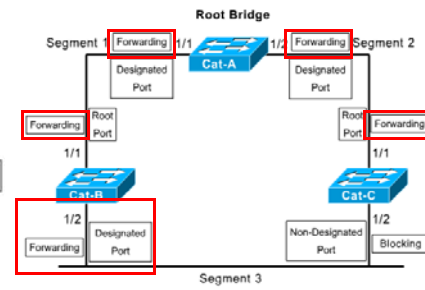 Root Bridge
Segment 1
Forwarding
1/1
1/2
Forwarding
Segment 2
Cat-A
Designated
Port
Designated
Port
Forwarding
Root
Port
Root
Port
Forwarding
1/1
1/1
Cat-B
Cat-C
1/2
1/2
Forwarding
Designated
Port
Non-Designated
Port
Blocking
Segment 3